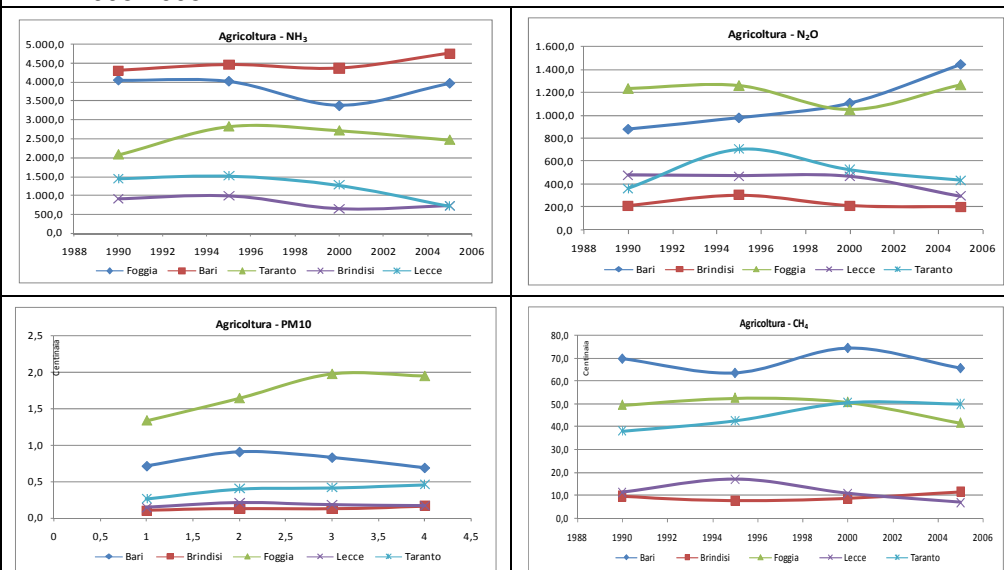 Agricoltura - NH₃
5.000,0
4.500,0
4.000,0
3.500,0
3.000,0
2.500,0
2.000,0
1.500,0
1.000,0
500,0
0,0
1988 1990 1992 1994 1996 1998 2000 2002 2004 2006
Foggia Bari Taranto Brindisi Lecce
Agricoltura - N₂O
1.600,0
1.400,0
1.200,0
1.000,0
800,0
600,0
400,0
200,0
0,0
1988 1990 1992 1994 1996 1998 2000 2002 2004 2006
Bari Brindisi Foggia Lecce Taranto
Agricoltura - PM10
Centinaia
2,5
2,0
1,5
1,0
0,5
0,0
0 0,5 1 1,5 2 2,5 3 3,5 4 4,5
Bari Brindisi Foggia Lecce Taranto
Agricoltura - CH₄
Centinaia
80,0
70,0
60,0
50,0
40,0
30,0
20,0
10,0
0,0
1988 1990 1992 1994 1996 1998 2000 2002 2004 2006
Bari Brindisi Foggia Lecce Taranto